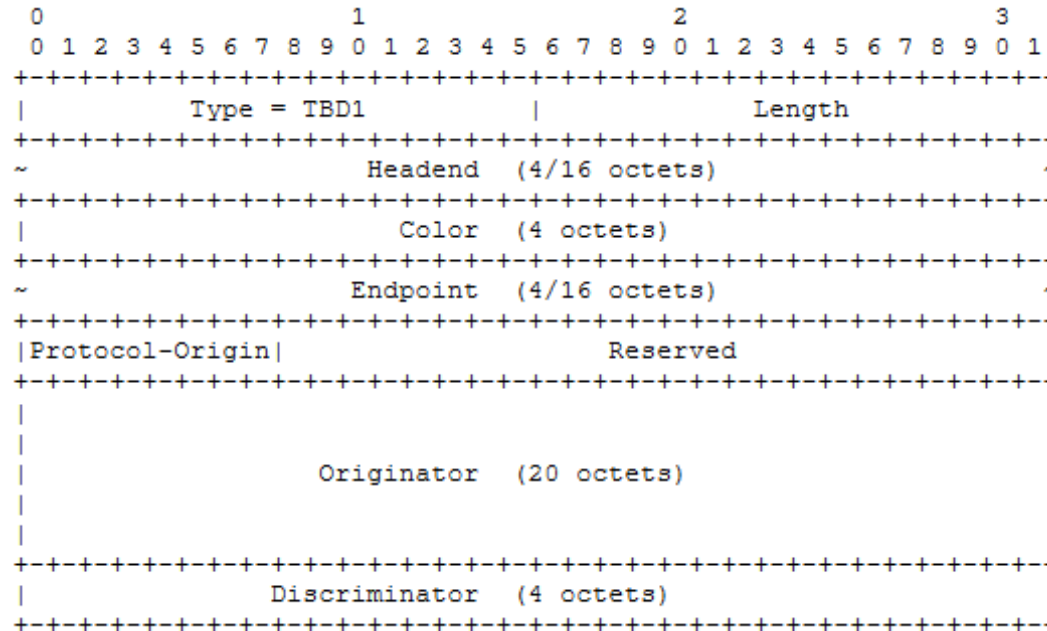 0                   1                   2                   3
 0 1 2 3 4 5 6 7 8 9 0 1 2 3 4 5 6 7 8 9 0 1 2 3 4 5 6 7 8 9 0 1
+-+-+-+-+-+-+-+-+-+-+-+-+-+-+-+-+-+-+-+-+-+-+-+-+-+-+-+-+-+-+-+-
|          Type = TBD1          |             Length
+-+-+-+-+-+-+-+-+-+-+-+-+-+-+-+-+-+-+-+-+-+-+-+-+-+-+-+-+-+-+-+-
~                     Headend  (4/16 octets)                    ~
+-+-+-+-+-+-+-+-+-+-+-+-+-+-+-+-+-+-+-+-+-+-+-+-+-+-+-+-+-+-+-+-
|                       Color  (4 octets)
+-+-+-+-+-+-+-+-+-+-+-+-+-+-+-+-+-+-+-+-+-+-+-+-+-+-+-+-+-+-+-+-
~                    Endpoint  (4/16 octets)                    ~
+-+-+-+-+-+-+-+-+-+-+-+-+-+-+-+-+-+-+-+-+-+-+-+-+-+-+-+-+-+-+-+-
|Protocol-Origin|                    Reserved
+-+-+-+-+-+-+-+-+-+-+-+-+-+-+-+-+-+-+-+-+-+-+-+-+-+-+-+-+-+-+-+-
|
|
|                  Originator  (20 octets)
|
|
+-+-+-+-+-+-+-+-+-+-+-+-+-+-+-+-+-+-+-+-+-+-+-+-+-+-+-+-+-+-+-+-
|               Discriminator  (4 octets)
+-+-+-+-+-+-+-+-+-+-+-+-+-+-+-+-+-+-+-+-+-+-+-+-+-+-+-+-+-+-+-+-